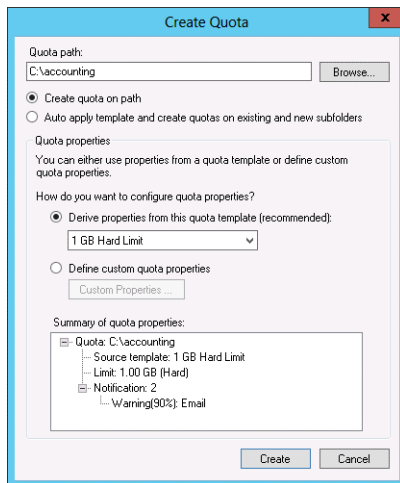 Create Quota
x
Quota path:
C:\accounting
Browse...
Create quota on path
Auto apply template and create quotas on existing and new subfolders
Quota properties
You can either use properties from a quota template or define custom
quota properties.
How do you want to configure quota properties?
Derive properties from this quota template (recommended):
1 GB Hard Limit
Define custom quota properties
Custom Properties ...
Summary of quota properties:
Quota: C:\accounting
Source template: 1 GB Hard Limit
Limit: 1.00 GB (Hard)
Notification: 2
Warning(90%): Email
Create
Cancel